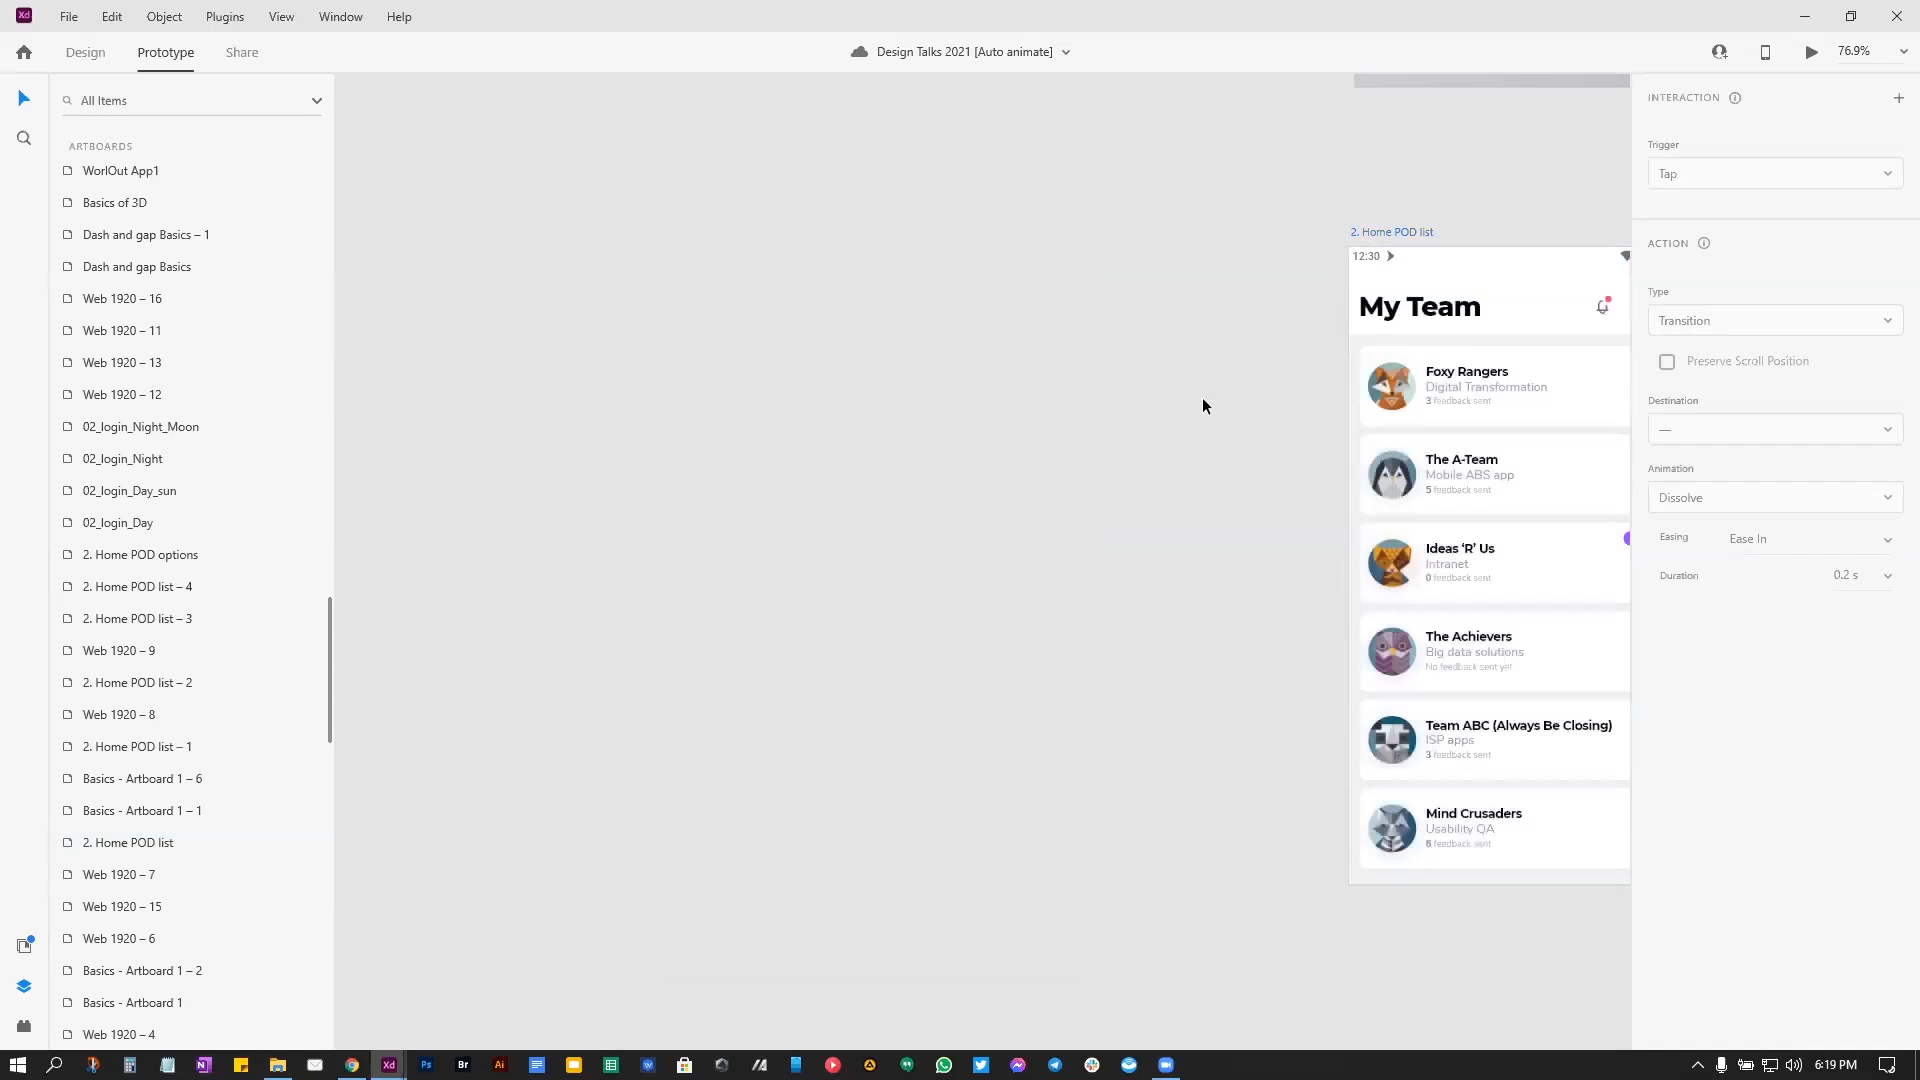 Xd File Edit Object Plugins View Window Help
Design Prototype Share
Design Talks 2021 [Auto animate]
76.9%
All Items
ARTBOARDS
WorlOut App1
Basics of 3D
Dash and gap Basics – 1
Dash and gap Basics
Web 1920 – 16
Web 1920 – 11
Web 1920 – 13
Web 1920 – 12
02_login_Night_Moon
02_login_Night
02_login_Day_sun
02_login_Day
2. Home POD options
2. Home POD list – 4
2. Home POD list – 3
Web 1920 – 9
2. Home POD list – 2
Web 1920 – 8
2. Home POD list – 1
Basics - Artboard 1 – 6
Basics - Artboard 1 – 1
2. Home POD list
Web 1920 – 7
Web 1920 – 15
Web 1920 – 6
Basics - Artboard 1 – 2
Basics - Artboard 1
Web 1920 – 4
2. Home POD list
12:30
My Team
Foxy Rangers
Digital Transformation
3 feedback sent
The A-Team
Mobile ABS app
5 feedback sent
Ideas ‘R’ Us
Intranet
0 feedback sent
The Achievers
Big data solutions
No feedback sent yet
Team ABC (Always Be Closing)
ISP apps
3 feedback sent
Mind Crusaders
Usability QA
6 feedback sent
INTERACTION
Trigger
Tap
ACTION
Type
Transition
Preserve Scroll Position
Destination
—
Animation
Dissolve
Easing Ease In
Duration 0.2 s
Xd Ps Br Ai
6:19 PM